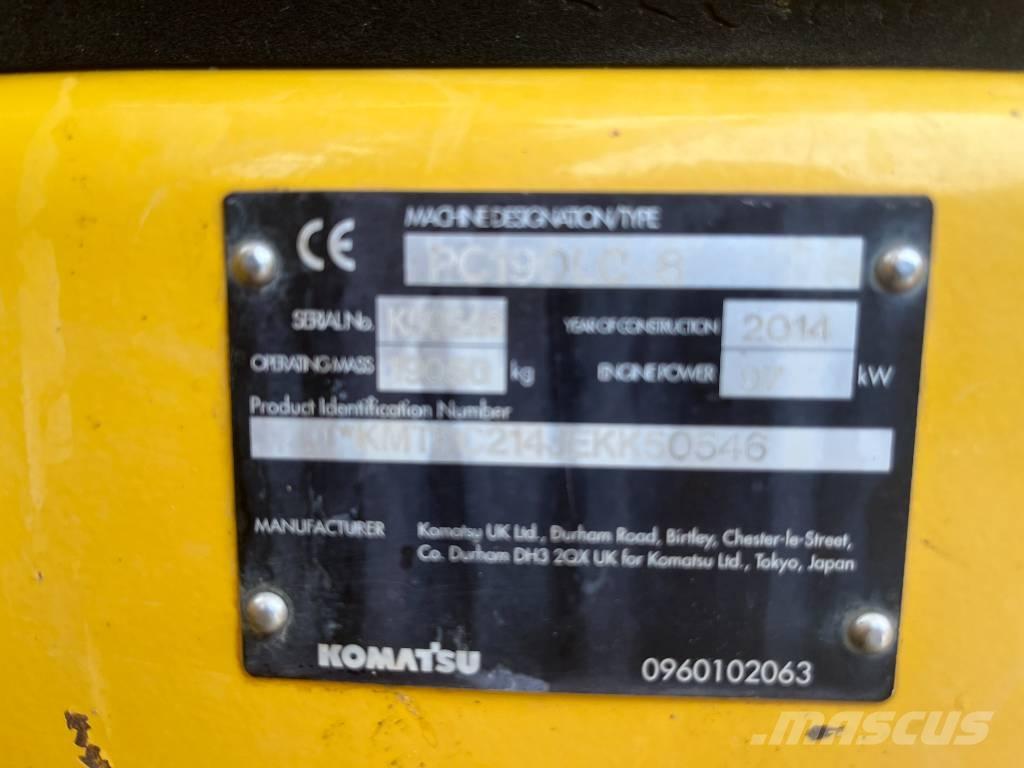 CE
MACHINE DESIGNATION/TYPE
PC190LC-8
SERIAL No.
YEAR OF CONSTRUCTION 2014
OPERATING MASS kg
ENGINE POWER kW
Product Identification Number
MANUFACTURER Komatsu UK Ltd., Durham Road, Birtley, Chester-le-Street,
Co. Durham DH3 2QX UK for Komatsu Ltd., Tokyo, Japan
KOMATSU
0960102063
mascus